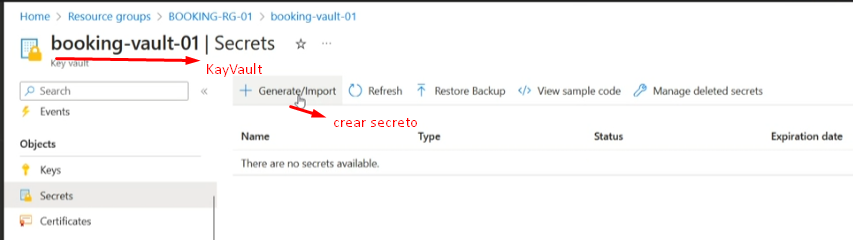 Home > Resource groups > BOOKING-RG-01 > booking-vault-01
booking-vault-01 | Secrets ☆ ...
Key vault
KayVault
Search «
+ Generate/Import Refresh Restore Backup </> View sample code Manage deleted secrets
Events
crear secreto
Objects
Name Type Status Expiration date
There are no secrets available.
Keys
Secrets
Certificates